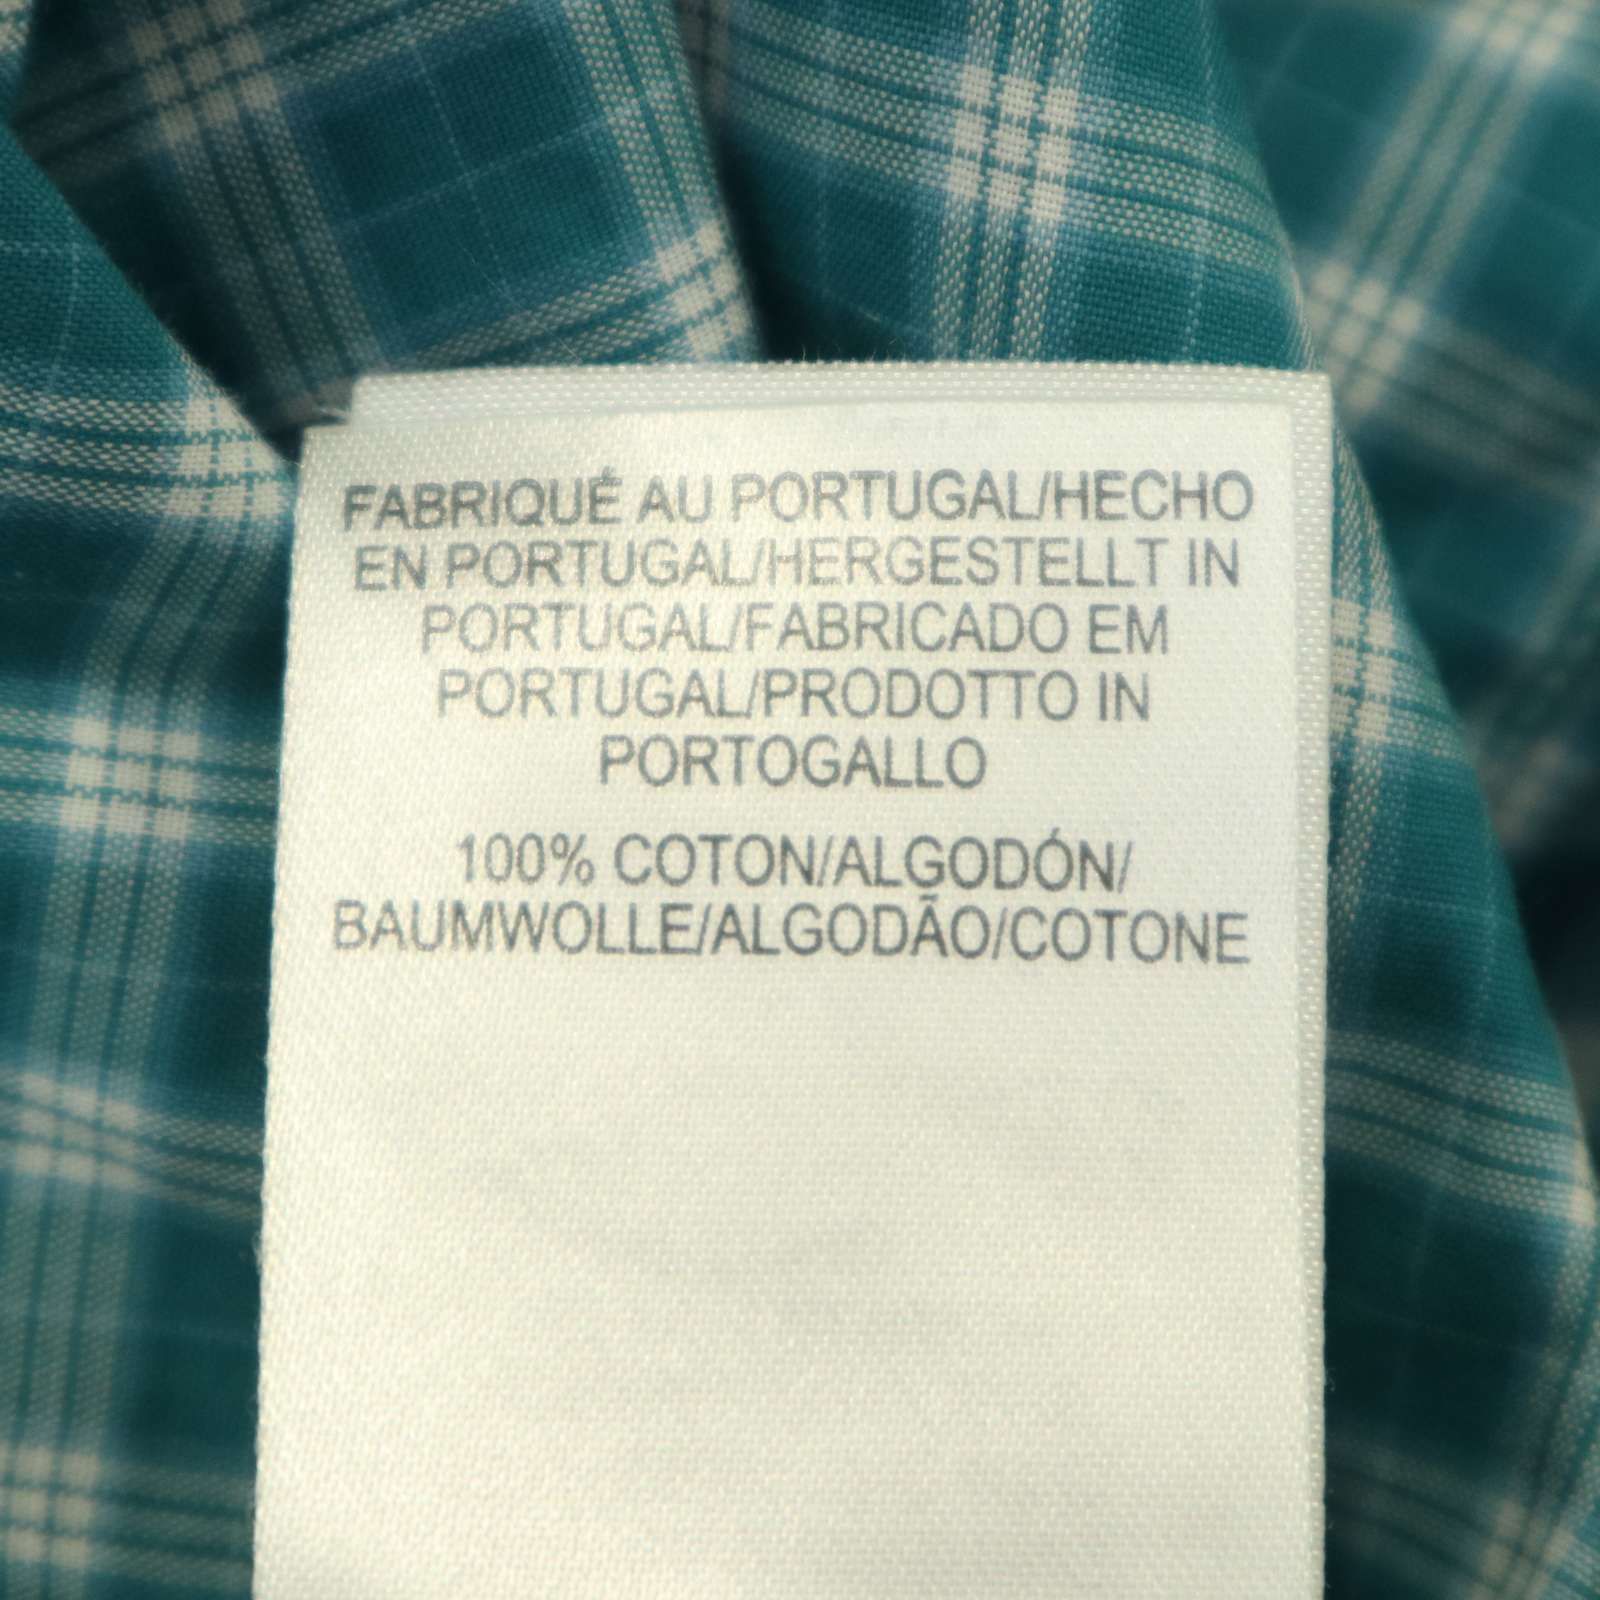 FABRIQUÉ AU PORTUGAL/HECHO
EN PORTUGAL/HERGESTELLT IN
PORTUGAL/FABRICADO EM
PORTUGAL/PRODOTTO IN
PORTOGALLO
100% COTON/ALGODÓN/
BAUMWOLLE/ALGODÃO/COTONE